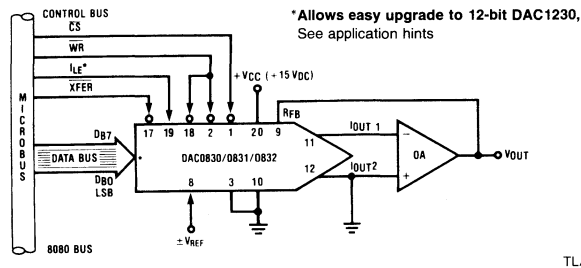 CONTROL BUS
*Allows easy upgrade to 12-bit DAC1230,
See application hints
CS
WR
ILE*
XFER
+VCC (+15 VDC)
RFB
17 19 18 2 1 20 9
IOUT 1
11
MICROBUS
DB7
DATA BUS
DB0
LSB
*
DAC0830/0831/0832
12
IOUT2
−
OA
+
VOUT
8 3 10
±VREF
8080 BUS
TL